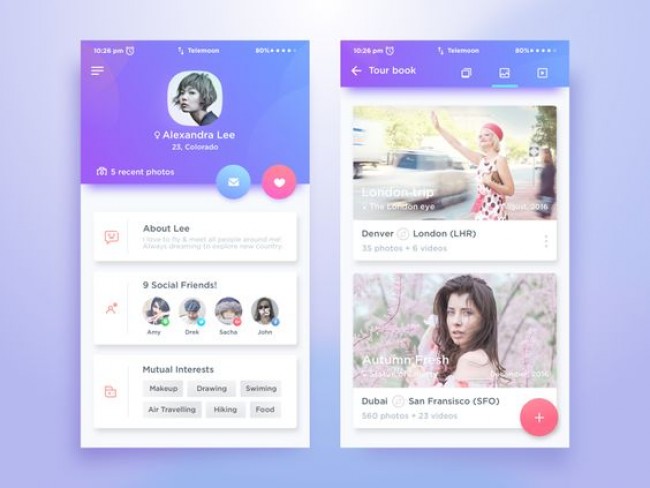 10:26 pm
Telemoon
80%
Alexandra Lee
23, Colorado
5 recent photos
About Lee
I love to fly & meet all people around me!
Always dreaming to explore new country.
9 Social Friends!
Amy
Drek
Sacha
John
Mutual Interests
Makeup
Drawing
Swiming
Air Travelling
Hiking
Food
10:26 pm
Telemoon
80%
Tour book
London trip
The London eye
August, 2016
Denver London (LHR)
35 photos + 6 videos
Autumn Fresh
December, 2016
Dubai San Fransisco (SFO)
560 photos + 23 videos
+